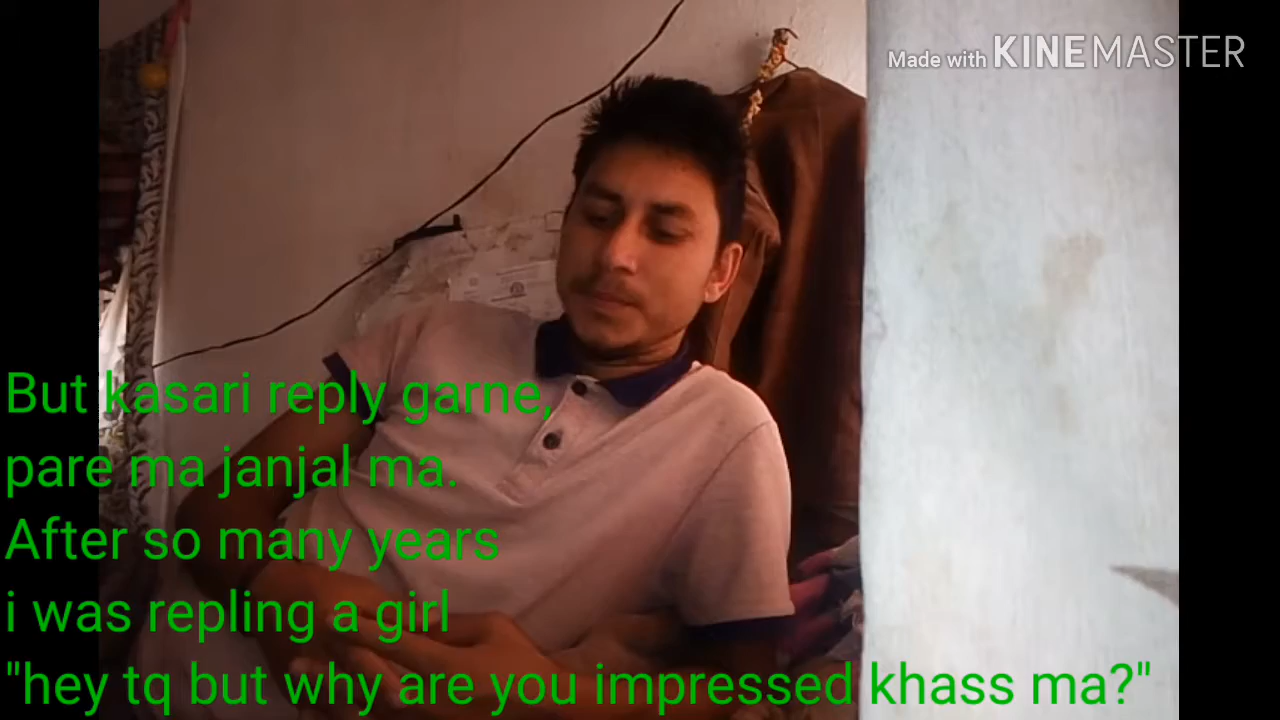 Made with KINEMASTER
But kasari reply garne,
pare ma janjal ma.
After so many years
i was repling a girl
"hey tq but why are you impressed khass ma?"